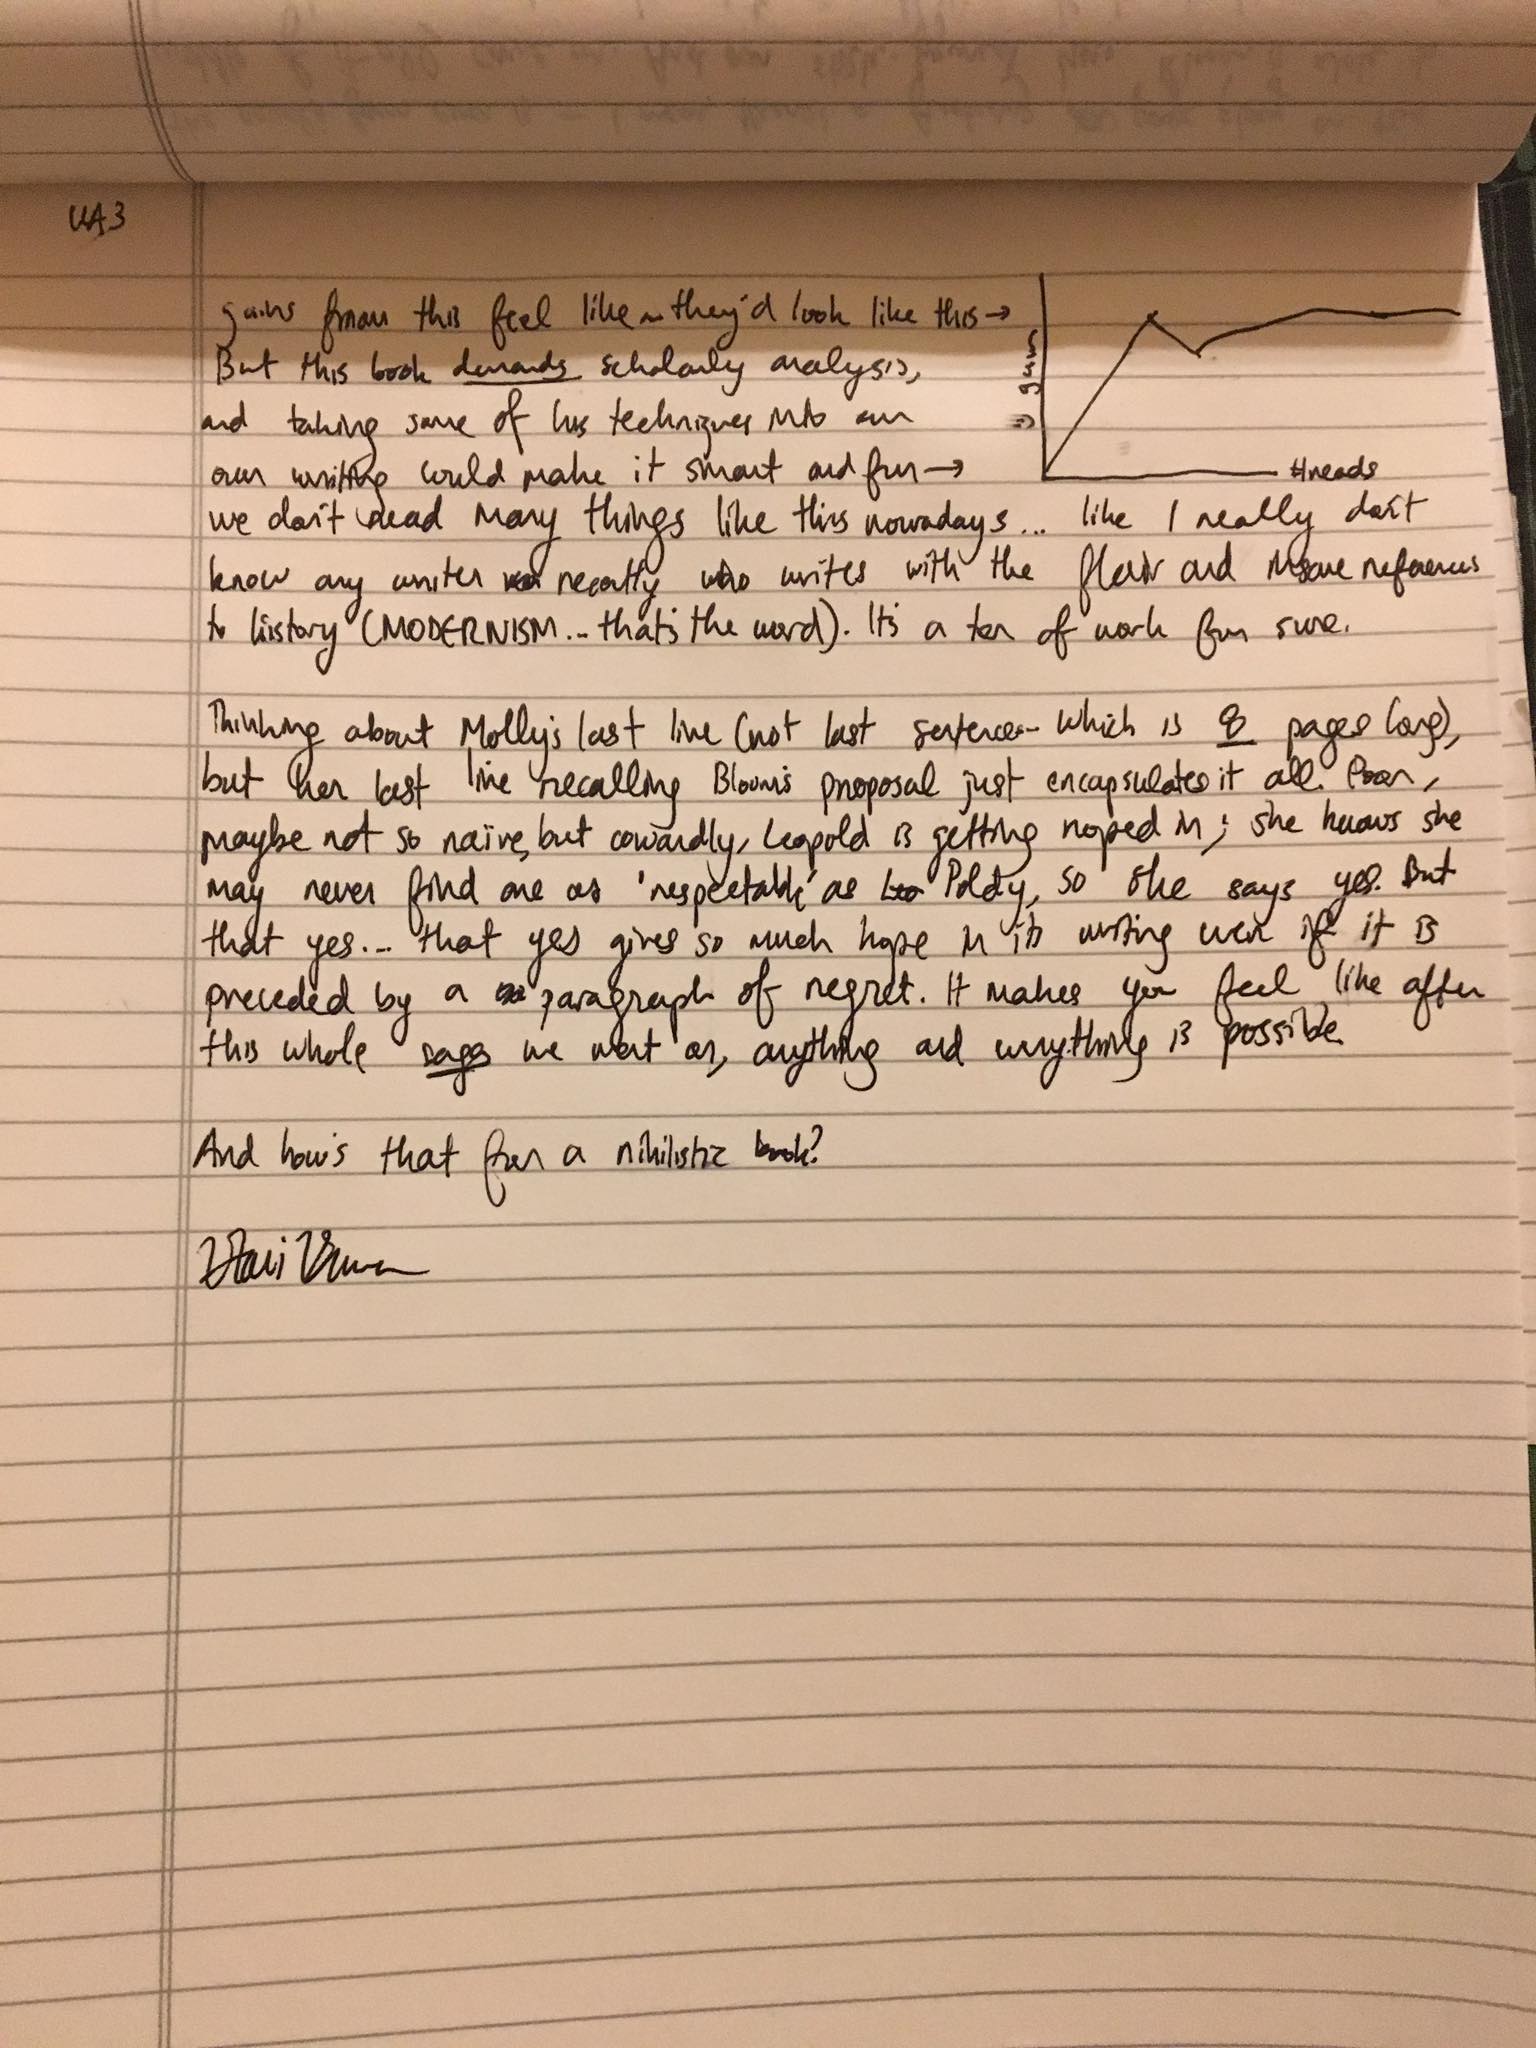 UA3
gains from this feel like ~ they'd look like this →
But this book demands scholarly analysis,
and taking some of his techniques into our
own writing could make it smart and fun →
# reads
we don't read many things like this nowadays... like I really don't
know any writer recently who writes with the flair and insane references
to history (MODERNISM... that's the word). It's a ton of work for sure.
Thinking about Molly's last line (not last sentence - which is 8 pages long),
but her last line recalling Bloom's proposal just encapsulates it all. Poor,
maybe not so naïve, but cowardly, Leopold is getting roped in; she knows she
may never find one as 'respectable' as Poldy, so she says yes. But
that yes... that yes gives so much hope in its writing even if it is
preceded by a paragraph of regret. It makes you feel like after
this whole saga we went on, anything and everything is possible.
And how's that for a nihilistic book?